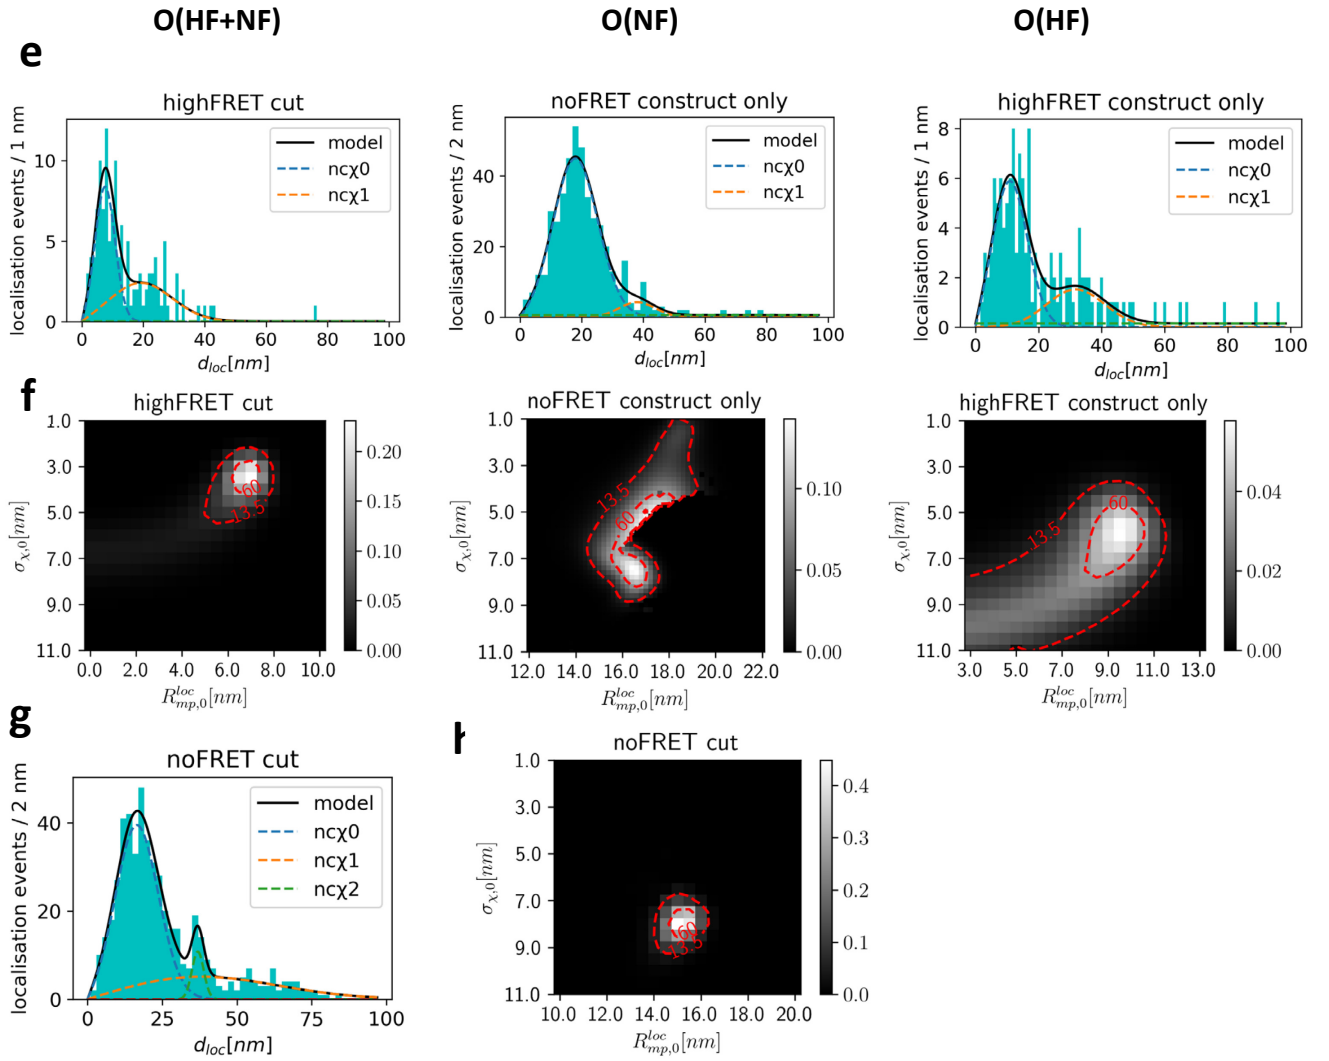 O(HF+NF)
O(NF)
O(HF)
e
highFRET cut
localisation events / 1 nm
10
5
0
model
ncχ0
ncχ1
0 20 40 60 80 100
d_loc[nm]
noFRET construct only
localisation events / 2 nm
40
20
0
model
ncχ0
ncχ1
0 20 40 60 80 100
d_loc[nm]
highFRET construct only
localisation events / 1 nm
8
6
4
2
0
model
ncχ0
ncχ1
0 20 40 60 80 100
d_loc[nm]
f
highFRET cut
σ_χ,0[nm]
1.0
3.0
5.0
7.0
9.0
11.0
60
13.5
0.0 2.0 4.0 6.0 8.0 10.0
R^loc_mp,0[nm]
0.20
0.15
0.10
0.05
0.00
noFRET construct only
σ_χ,0[nm]
1.0
3.0
5.0
7.0
9.0
11.0
13.5
60
12.0 14.0 16.0 18.0 20.0 22.0
R^loc_mp,0[nm]
0.10
0.05
0.00
highFRET construct only
σ_χ,0[nm]
1.0
3.0
5.0
7.0
9.0
11.0
60
13.5
3.0 5.0 7.0 9.0 11.0 13.0
R^loc_mp,0[nm]
0.04
0.02
0.00
g
noFRET cut
localisation events / 2 nm
40
20
0
model
ncχ0
ncχ1
ncχ2
0 25 50 75 100
d_loc[nm]
h
noFRET cut
σ_χ,0[nm]
1.0
3.0
5.0
7.0
9.0
11.0
60
13.5
10.0 12.0 14.0 16.0 18.0 20.0
R^loc_mp,0[nm]
0.4
0.3
0.2
0.1
0.0